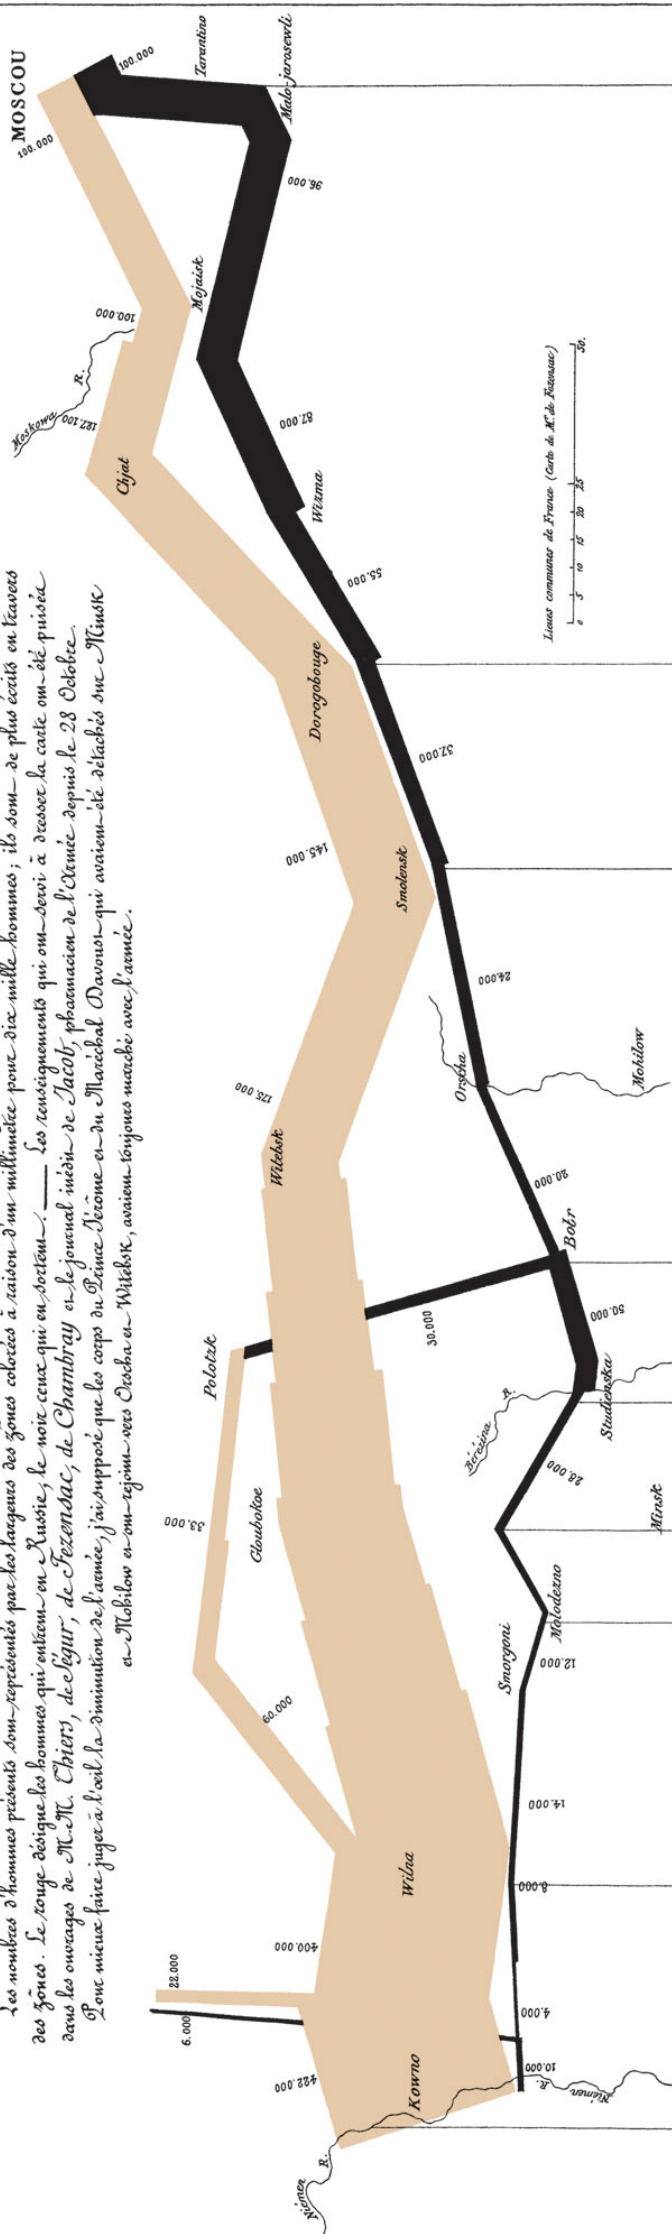 Les nombres d'hommes présents sont représentés par les largeurs des zônes colorées à raison d'un millimètre pour dix mille hommes; ils sont de plus écrits en travers
des zônes. Le rouge désigne les hommes qui entrent en Russie, le noir ceux qui en sortent. — Les renseignements qui ont servi à dresser la carte ont été puisés
dans les ouvrages de M.M. Thiers, de Ségur, de Fezensac, de Chambray et le journal inédit de Jacob, pharmacien de l'Armée depuis le 28 Octobre.
Pour mieux faire juger à l'œil la diminution de l'armée, j'ai supposé que les corps du Prince Jérôme et du Maréchal Davoust qui avaient été détachés sur Minsk
et Mohilow et ont rejoint vers Orscha et Witebsk, avaient toujours marché avec l'armée.
Niémen R.
Kowno
422.000
6.000
22.000
400.000
Wilna
60.000
33.000
Gloubokoe
Polotzk
Witebsk
175.000
Smolensk
145.000
Dorogobouge
Chjat
127.100
Moskowa R.
100.000
Mojaisk
100.000
MOSCOU
100.000
Tarantino
Malo-jarosewli
96.000
87.000
Wizma
55.000
37.000
24.000
Orscha
Mohilow
20.000
Bobr
30.000
50.000
Studienska
Bérézina R.
28.000
Minsk
Molodezno
12.000
Smorgoni
14.000
8.000
4.000
10.000
Niémen R.
Lieues communes de France (Carte de M. de Fezensac)
0 5 10 15 20 25 50.